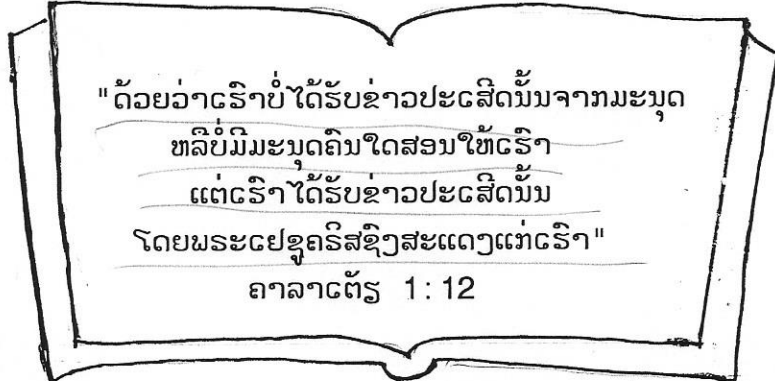 "ດ້ວຍວ່າເຮົາບໍ່ໄດ້ຮັບຂ່າວປະເສີດນັ້ນຈາກມະນຸດ
ຫລືບໍ່ມີມະນຸດຄົນໃດສອນໃຫ້ເຮົາ
ແຕ່ເຮົາໄດ້ຮັບຂ່າວປະເສີດນັ້ນ
ໂດຍພຣະເຢຊູຄຣິສຊົງສະແດງແກ່ເຮົາ"
ຄາລາເຕັຽ 1:12